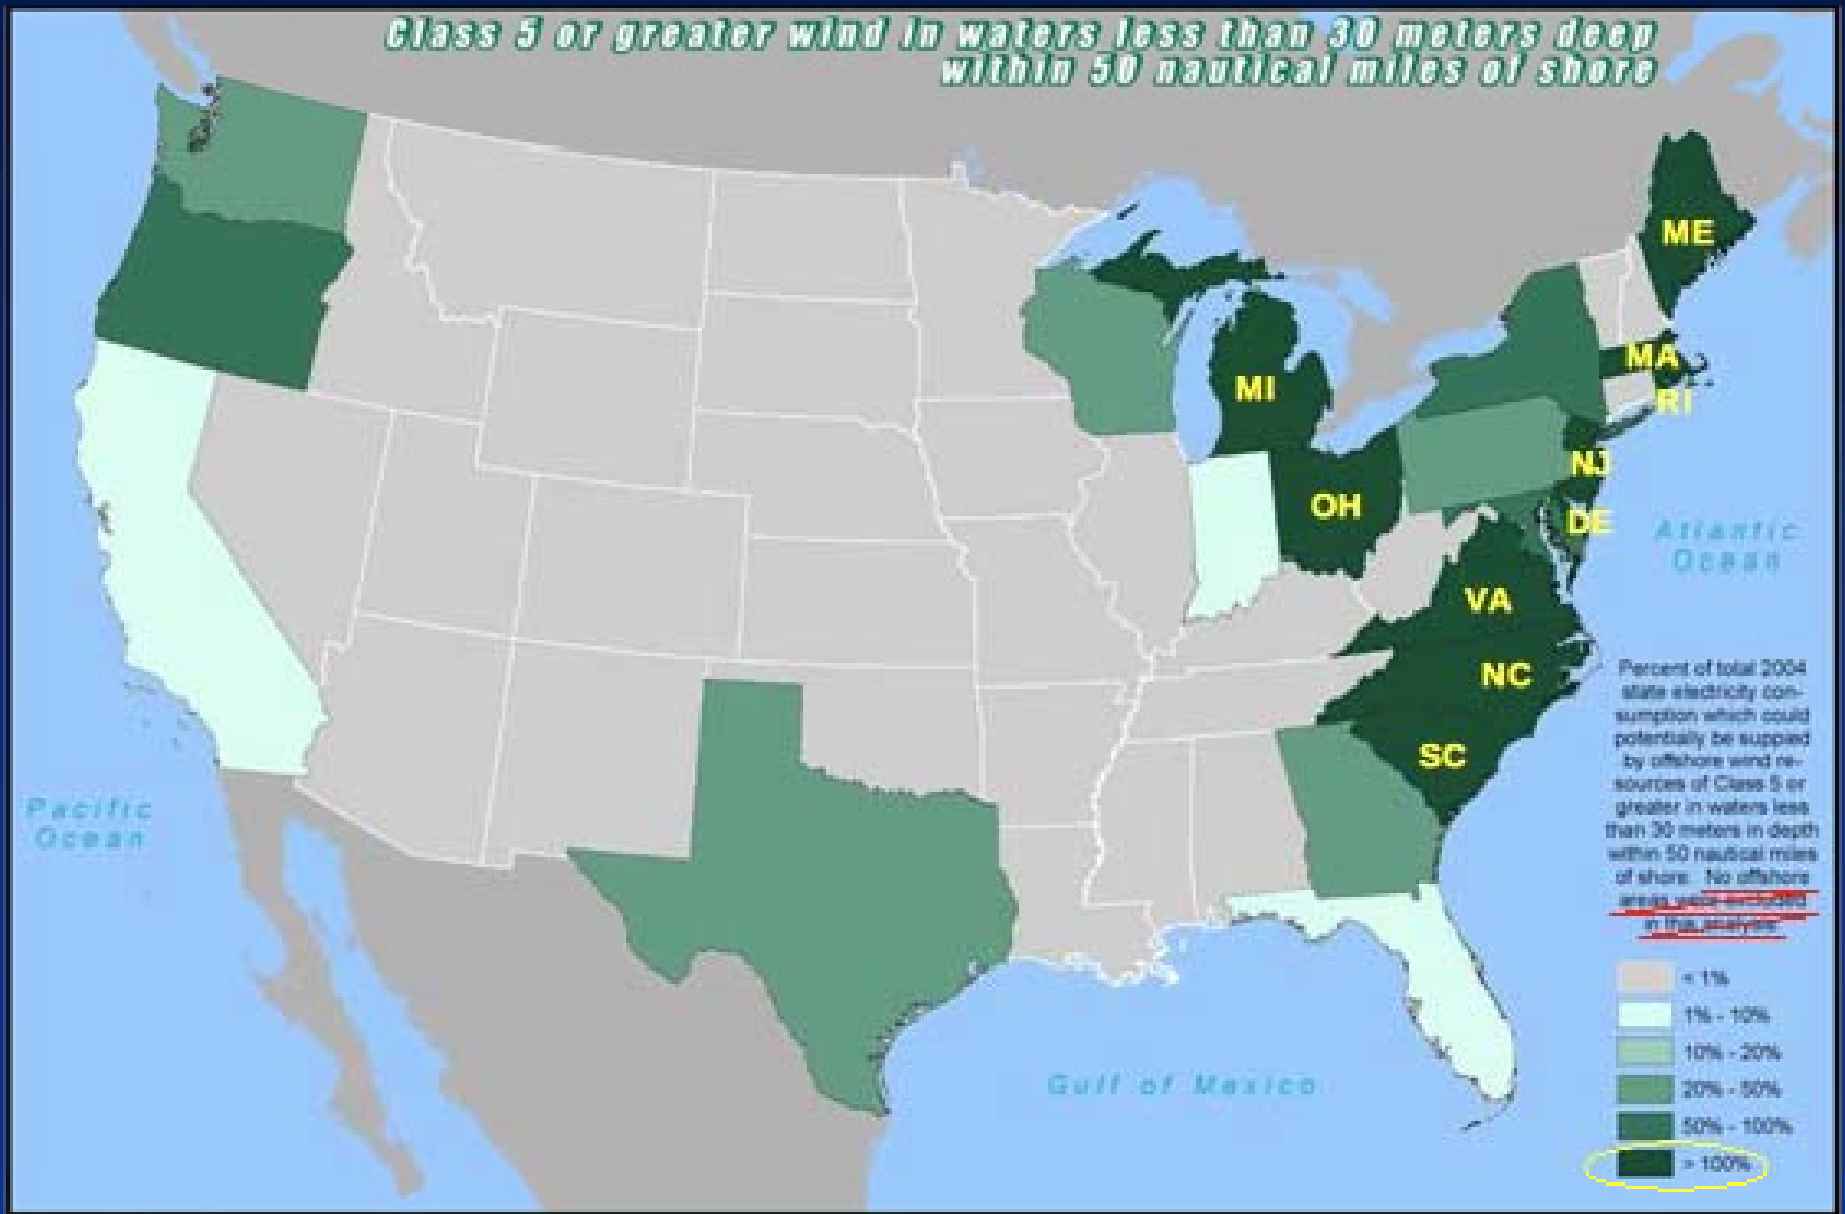 Class 5 or greater wind in waters less than 30 meters deep
within 50 nautical miles of shore
ME
MA
RI
MI
NJ
OH
DE
Atlantic
Ocean
VA
NC
SC
Pacific
Ocean
Gulf of Mexico
Percent of total 2004
state electricity con-
sumption which could
potentially be suppied
by offshore wind re-
sources of Class 5 or
greater in waters less
than 30 meters in depth
within 50 nautical miles
of shore. No offshore
areas were excluded
in this analysis
< 1%
1% - 10%
10% - 20%
20% - 50%
50% - 100%
> 100%